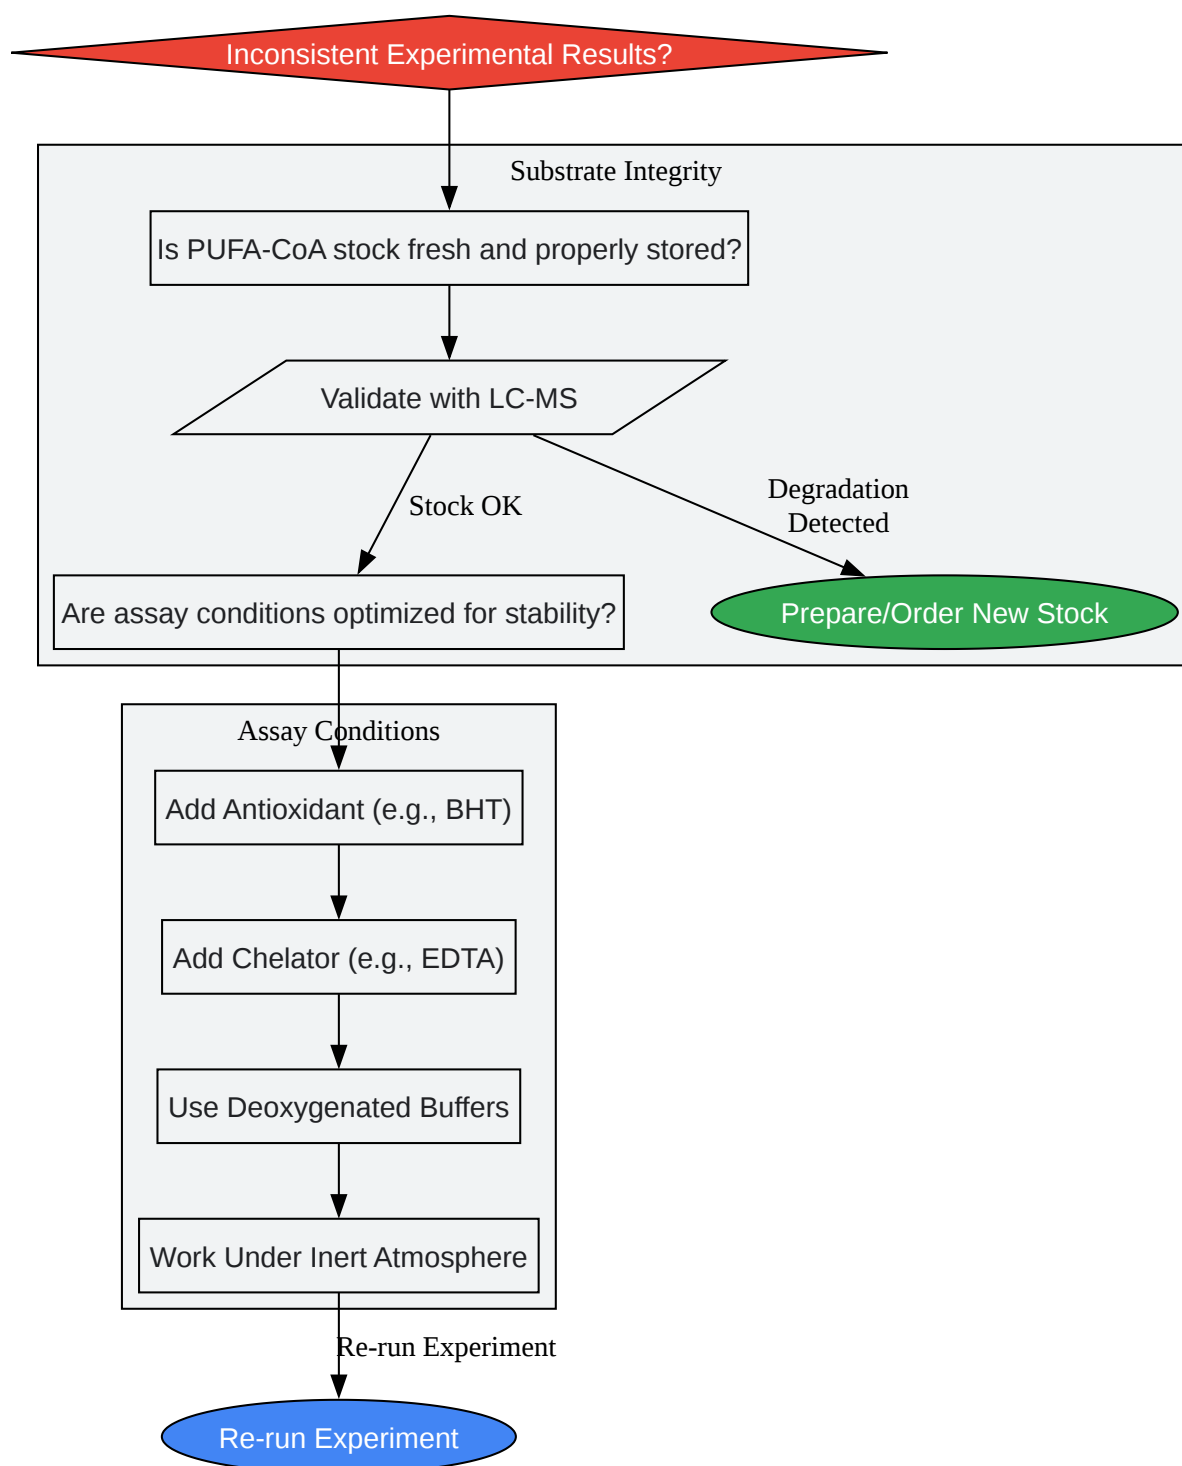 Inconsistent Experimental Results?
Substrate Integrity
Is PUFA-CoA stock fresh and properly stored?
Validate with LC-MS
Stock OK
Degradation
Detected
Are assay conditions optimized for stability?
Prepare/Order New Stock
Assay Conditions
Add Antioxidant (e.g., BHT)
Add Chelator (e.g., EDTA)
Use Deoxygenated Buffers
Work Under Inert Atmosphere
Re-run Experiment
Re-run Experiment